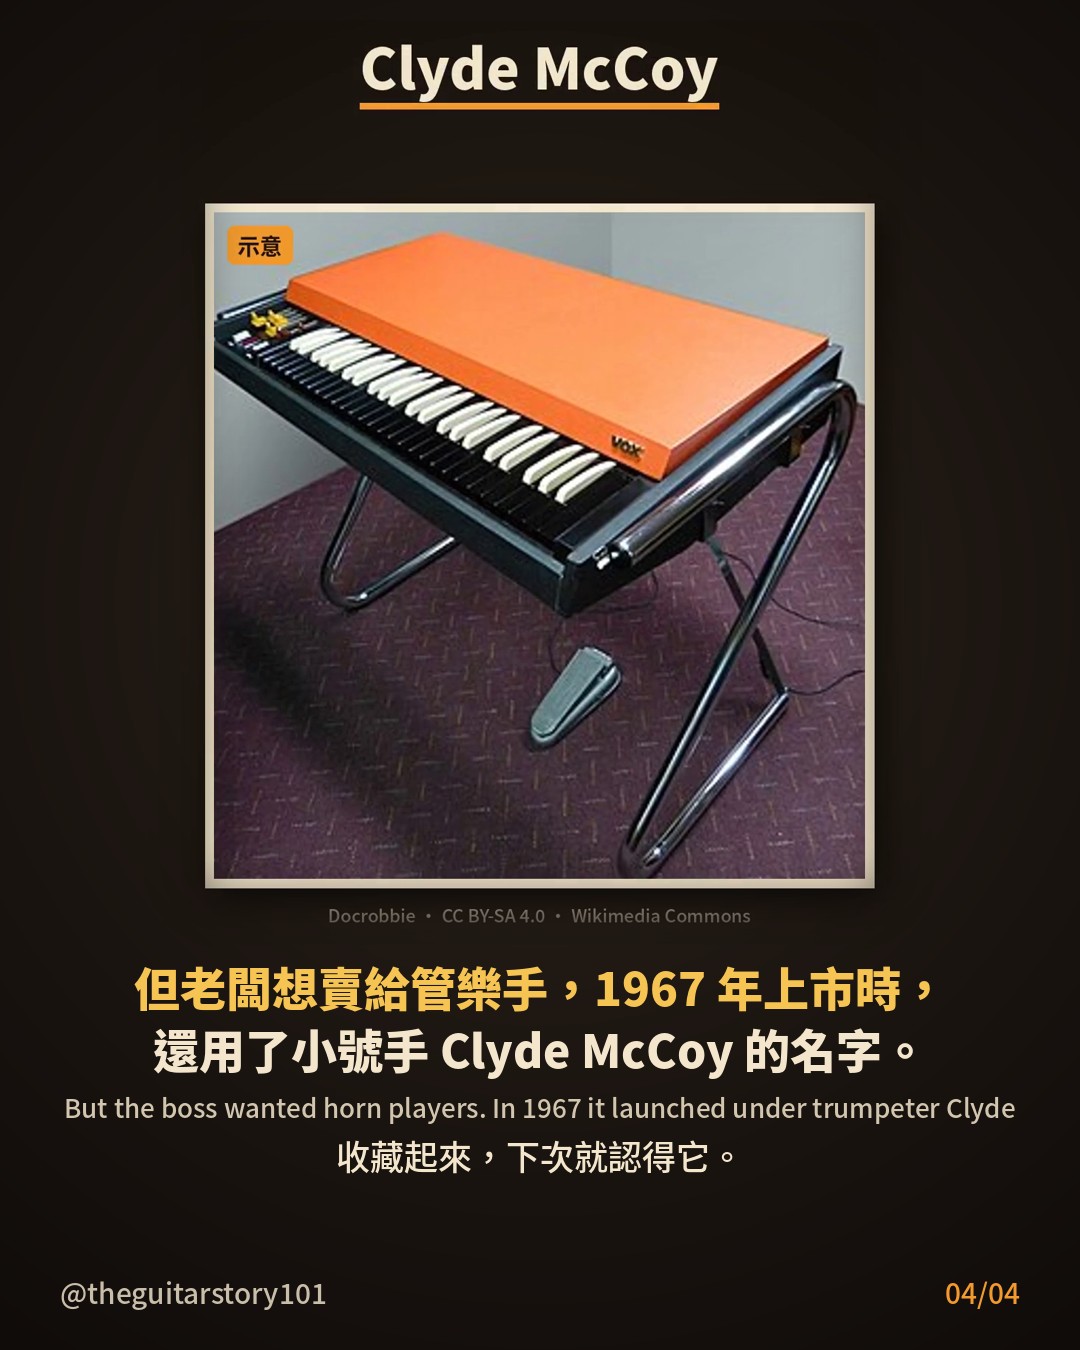 Clyde McCoy
示意
VOX
Docrobbie • CC BY-SA 4.0 • Wikimedia Commons
但老闆想賣給管樂手，1967 年上市時，
還用了小號手 Clyde McCoy 的名字。
But the boss wanted horn players. In 1967 it launched under trumpeter Clyde
收藏起來，下次就認得它。
@theguitarstory101
04/04